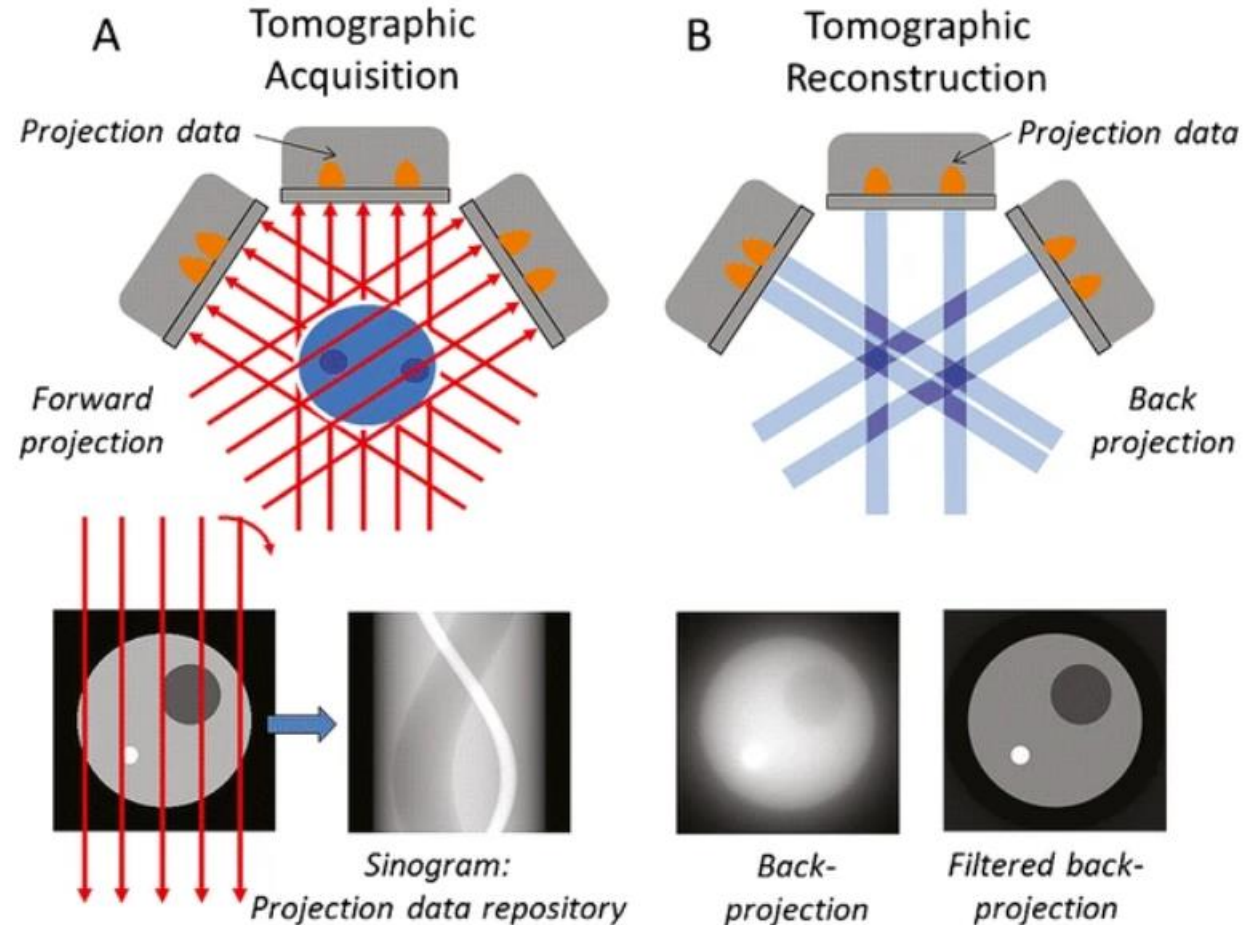 A
Tomographic
Acquisition
Projection data
Forward
projection
Sinogram:
Projection data repository
B
Tomographic
Reconstruction
Projection data
Back
projection
Back-
projection
Filtered back-
projection